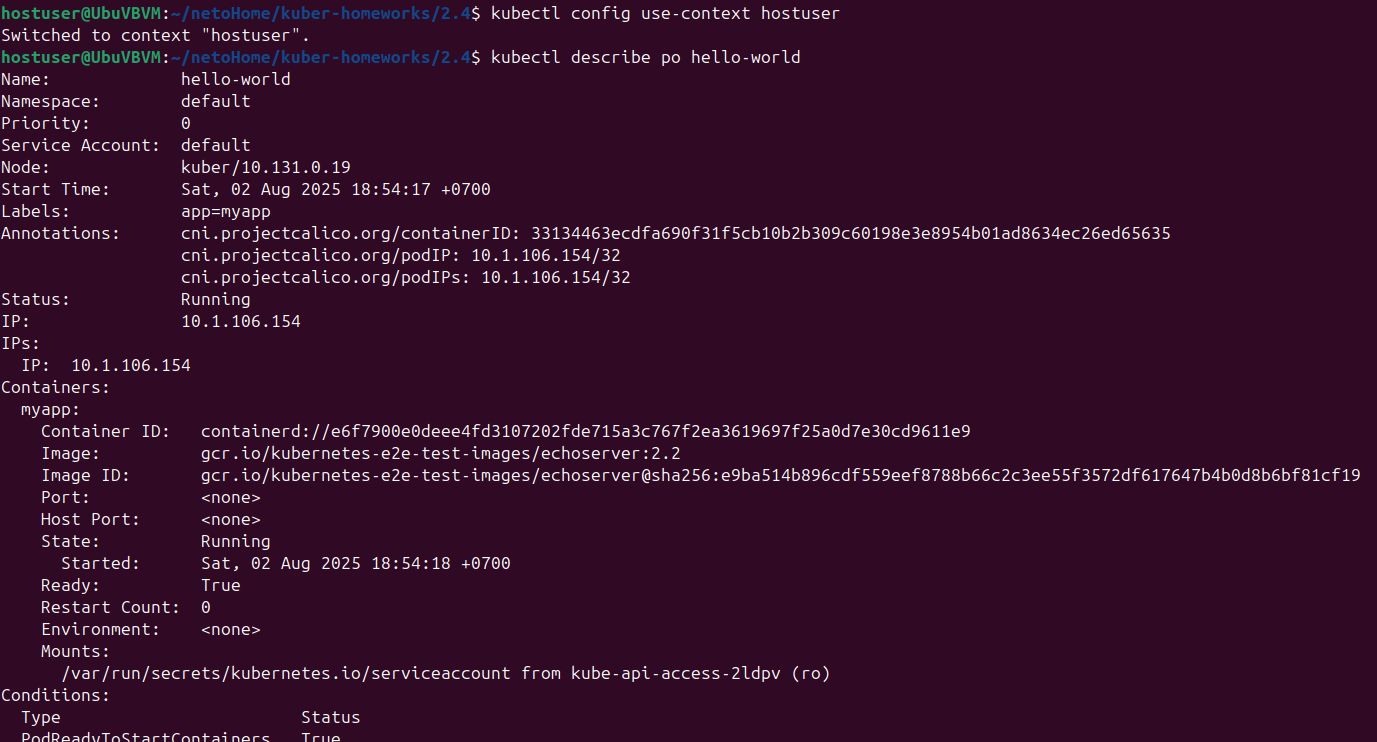 hostuser@UbuVBVM:~/netoHome/kuber-homeworks/2.4$ kubectl config use-context hostuser
Switched to context "hostuser".
hostuser@UbuVBVM:~/netoHome/kuber-homeworks/2.4$ kubectl describe po hello-world
Name:             hello-world
Namespace:        default
Priority:         0
Service Account:  default
Node:             kuber/10.131.0.19
Start Time:       Sat, 02 Aug 2025 18:54:17 +0700
Labels:           app=myapp
Annotations:      cni.projectcalico.org/containerID: 33134463ecdfa690f31f5cb10b2b309c60198e3e8954b01ad8634ec26ed65635
                  cni.projectcalico.org/podIP: 10.1.106.154/32
                  cni.projectcalico.org/podIPs: 10.1.106.154/32
Status:           Running
IP:               10.1.106.154
IPs:
  IP:  10.1.106.154
Containers:
  myapp:
    Container ID:   containerd://e6f7900e0deee4fd3107202fde715a3c767f2ea3619697f25a0d7e30cd9611e9
    Image:          gcr.io/kubernetes-e2e-test-images/echoserver:2.2
    Image ID:       gcr.io/kubernetes-e2e-test-images/echoserver@sha256:e9ba514b896cdf559eef8788b66c2c3ee55f3572df617647b4b0d8b6bf81cf19
    Port:           <none>
    Host Port:      <none>
    State:          Running
      Started:      Sat, 02 Aug 2025 18:54:18 +0700
    Ready:          True
    Restart Count:  0
    Environment:    <none>
    Mounts:
      /var/run/secrets/kubernetes.io/serviceaccount from kube-api-access-2ldpv (ro)
Conditions:
  Type                        Status
  PodReadyToStartContainers   True